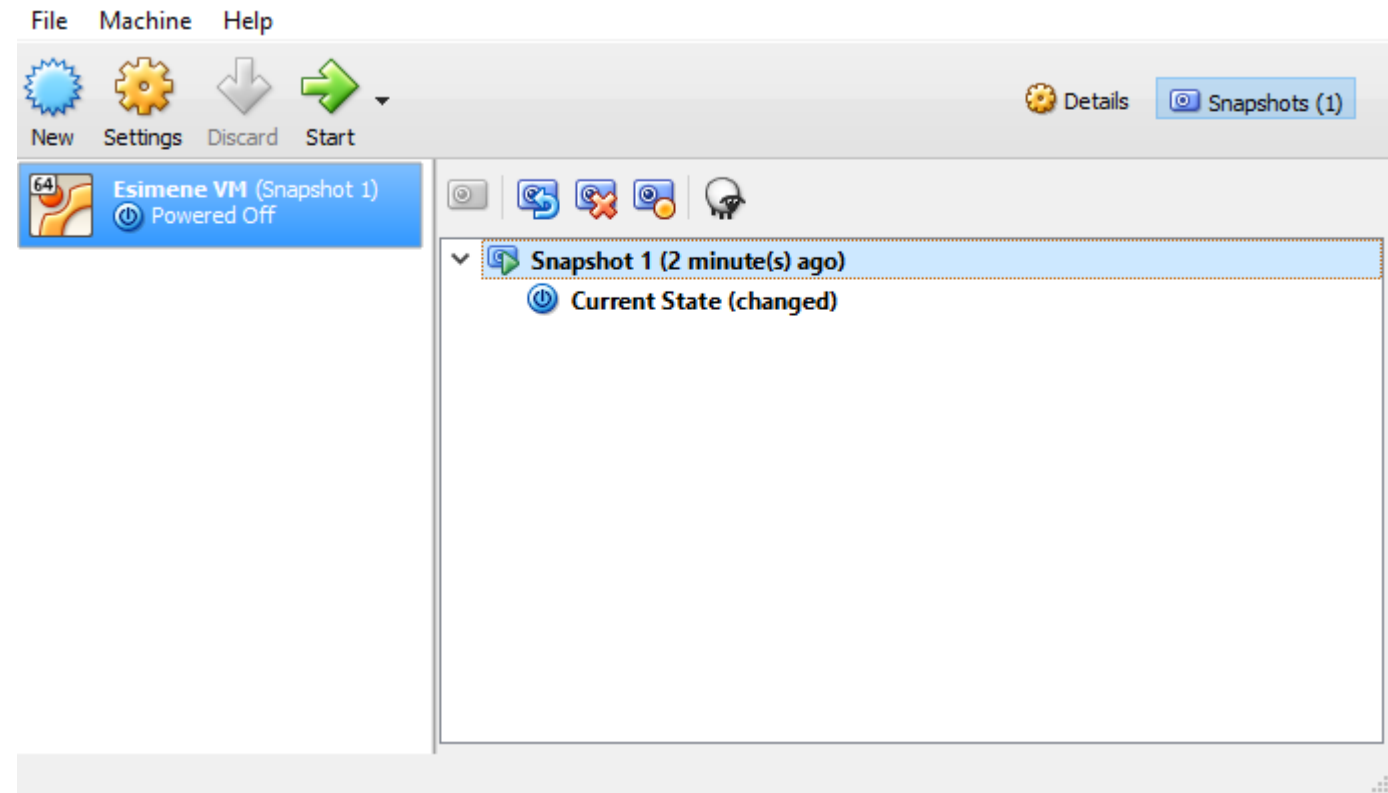 File Machine Help
New Settings Discard Start
Details Snapshots (1)
64
Esimene VM (Snapshot 1)
Powered Off
Snapshot 1 (2 minute(s) ago)
Current State (changed)